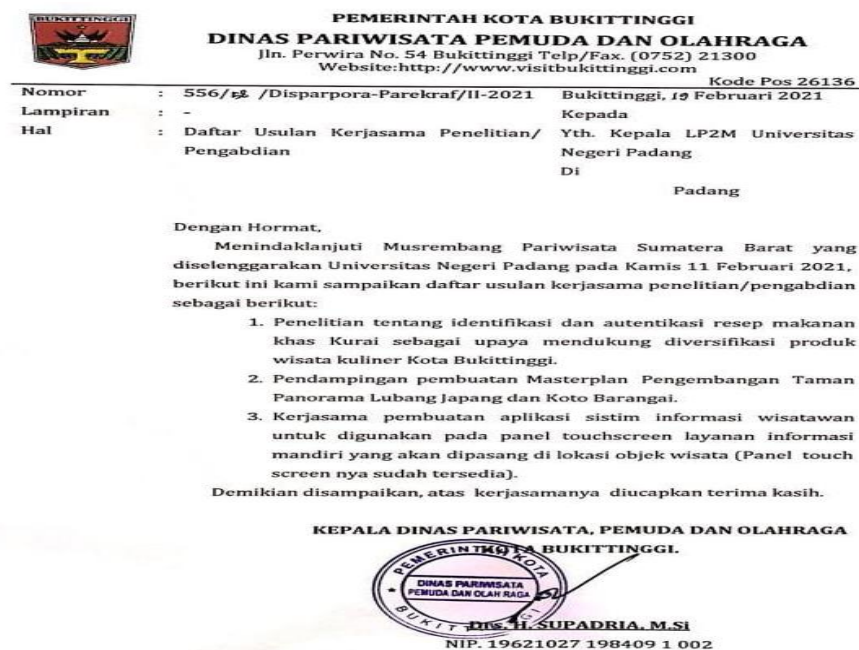 BUKITTINGGI
PEMERINTAH KOTA BUKITTINGGI
DINAS PARIWISATA PEMUDA DAN OLAHRAGA
Jln. Perwira No. 54 Bukittinggi Telp/Fax. (0752) 21300
Website:http://www.visitbukittinggi.com
Kode Pos 26136
Nomor : 556/ /Disparpora-Parekraf/II-2021
Lampiran : -
Hal : Daftar Usulan Kerjasama Penelitian/
Pengabdian
Bukittinggi, 19 Februari 2021
Kepada
Yth. Kepala LP2M Universitas
Negeri Padang
Di
Padang
Dengan Hormat,
Menindaklanjuti Musrembang Pariwisata Sumatera Barat yang
diselenggarakan Universitas Negeri Padang pada Kamis 11 Februari 2021,
berikut ini kami sampaikan daftar usulan kerjasama penelitian/pengabdian
sebagai berikut:
1. Penelitian tentang identifikasi dan autentikasi resep makanan
khas Kurai sebagai upaya mendukung diversifikasi produk
wisata kuliner Kota Bukittinggi.
2. Pendampingan pembuatan Masterplan Pengembangan Taman
Panorama Lubang Japang dan Koto Barangai.
3. Kerjasama pembuatan aplikasi sistim informasi wisatawan
untuk digunakan pada panel touchscreen layanan informasi
mandiri yang akan dipasang di lokasi objek wisata (Panel touch
screen nya sudah tersedia).
Demikian disampaikan, atas kerjasamanya diucapkan terima kasih.
KEPALA DINAS PARIWISATA, PEMUDA DAN OLAHRAGA
KOTA BUKITTINGGI.
PEMERINTAH KOTA
DINAS PARIWISATA
PEMUDA DAN OLAH RAGA
BUKITTINGGI
Drs. H. SUPADRIA, M.Si
NIP. 19621027 198409 1 002